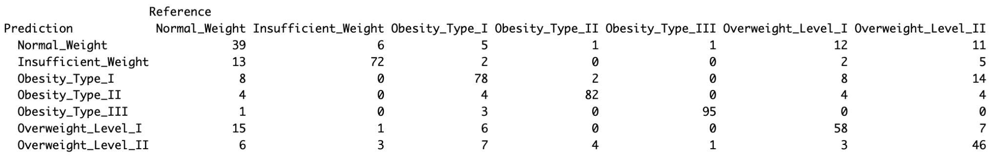 Reference
Prediction Normal_Weight Insufficient_Weight Obesity_Type_I Obesity_Type_II Obesity_Type_III Overweight_Level_I Overweight_Level_II
Normal_Weight 39 6 5 1 1 12 11
Insufficient_Weight 13 72 2 0 0 2 5
Obesity_Type_I 8 0 78 2 0 8 14
Obesity_Type_II 4 0 4 82 0 4 4
Obesity_Type_III 1 0 3 0 95 0 0
Overweight_Level_I 15 1 6 0 0 58 7
Overweight_Level_II 6 3 7 4 1 3 46